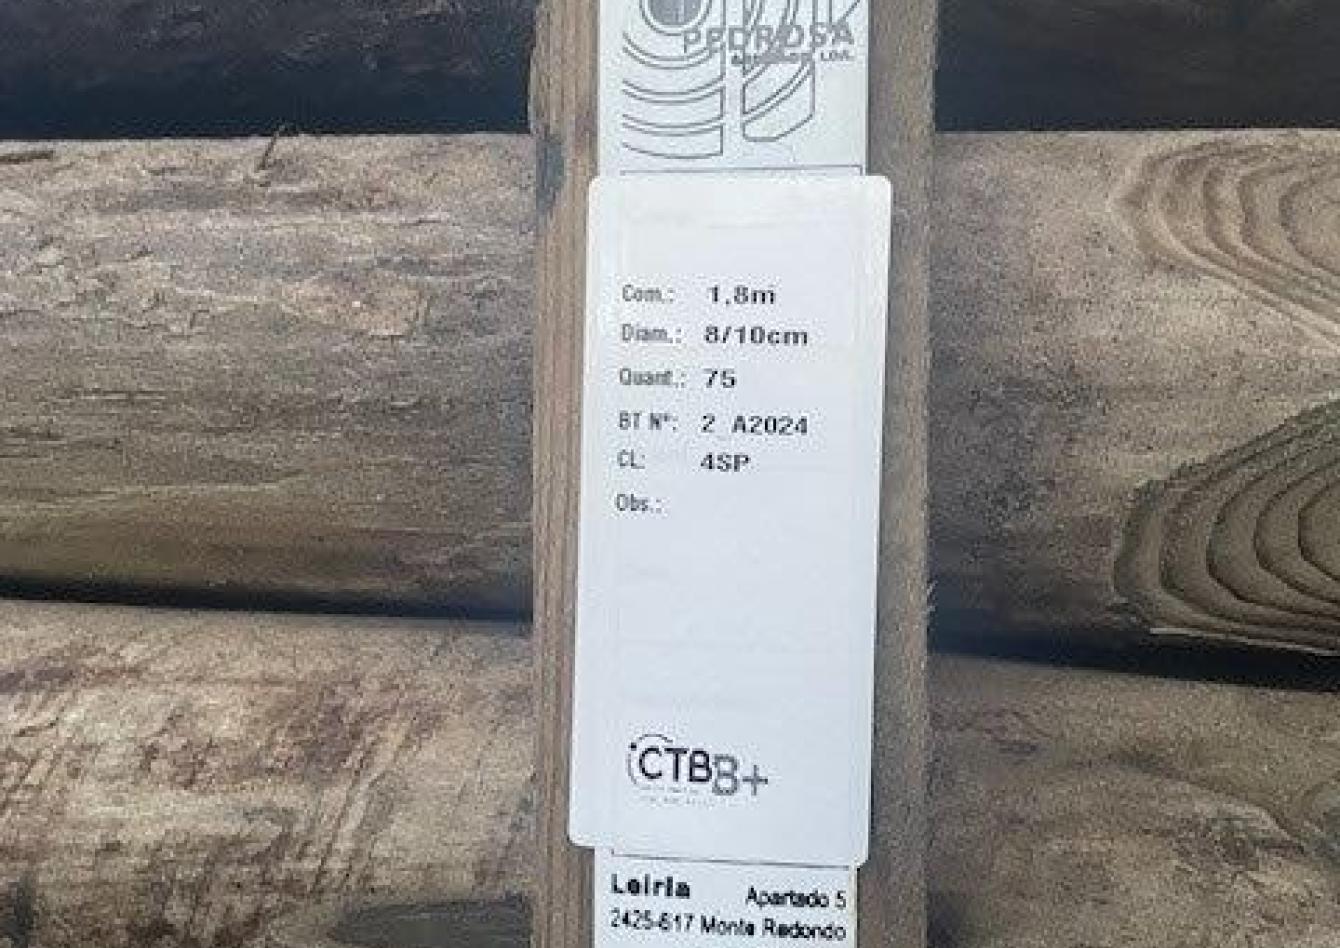 PEDROSA
LDA.
Com.: 1,8m
Diam.: 8/10cm
Quant.: 75
BT Nº: 2_A2024
CL: 4SP
Obs.:
CTB B+
Leiria Apartado 5
2425-617 Monte Redondo